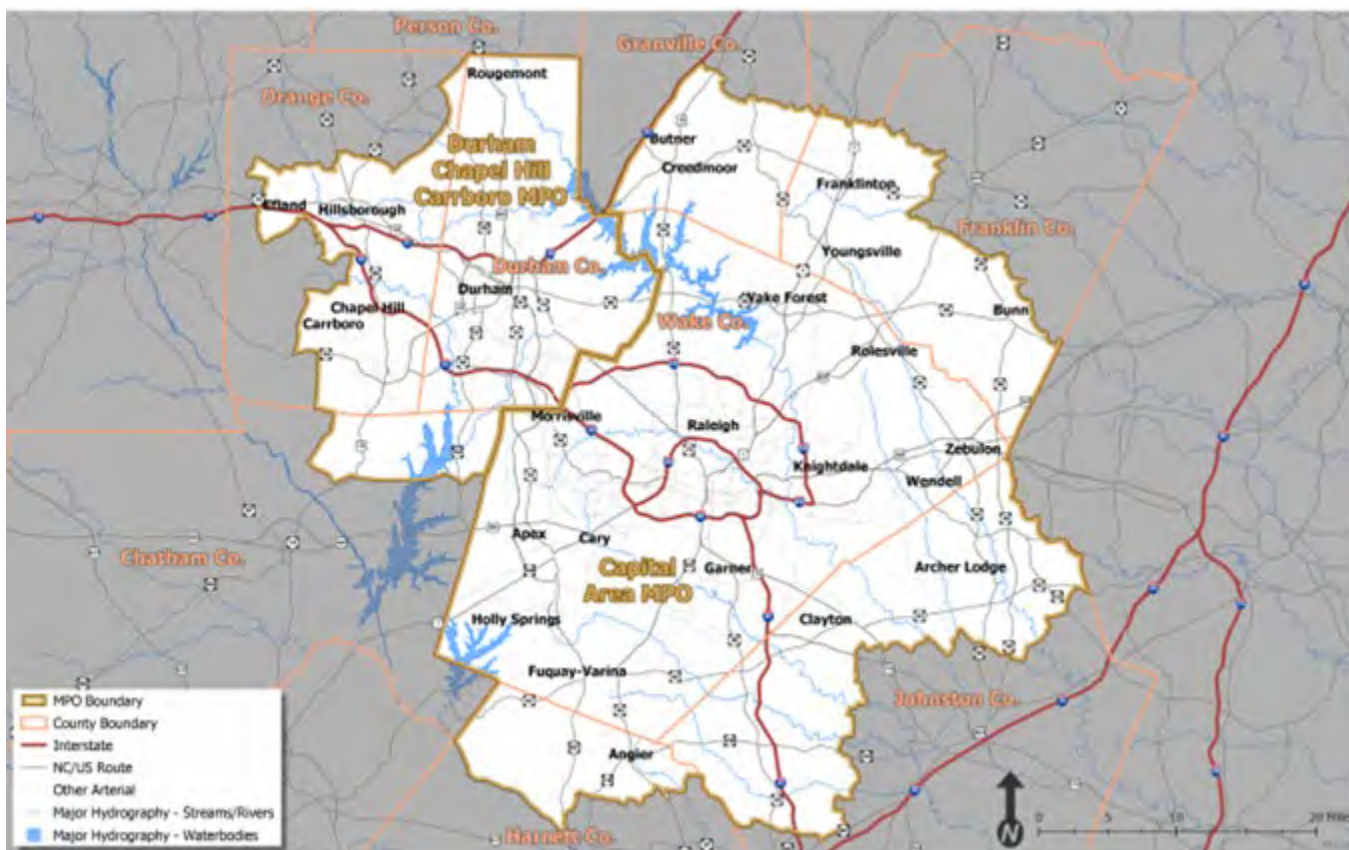 Person Co.
Granville Co.
Rougemont
Orange Co.
Durham
Chapel Hill
Carrboro MPO
Butner
Creedmoor
Franklinton
Efland
Hillsborough
Franklin Co.
Youngsville
Durham Co.
Durham
Wake Forest
Chapel Hill
Carrboro
Bunn
Wake Co.
Rolesville
Morrisville
Raleigh
Knightdale
Zebulon
Wendell
Apex
Cary
Chatham Co.
Capital
Area MPO
Garner
Archer Lodge
Holly Springs
Clayton
Fuquay-Varina
Johnston Co.
Angier
Harnett Co.
MPO Boundary
County Boundary
Interstate
NC/US Route
Other Arterial
Major Hydrography - Streams/Rivers
Major Hydrography - Waterbodies
N
0 5 10 20 Miles